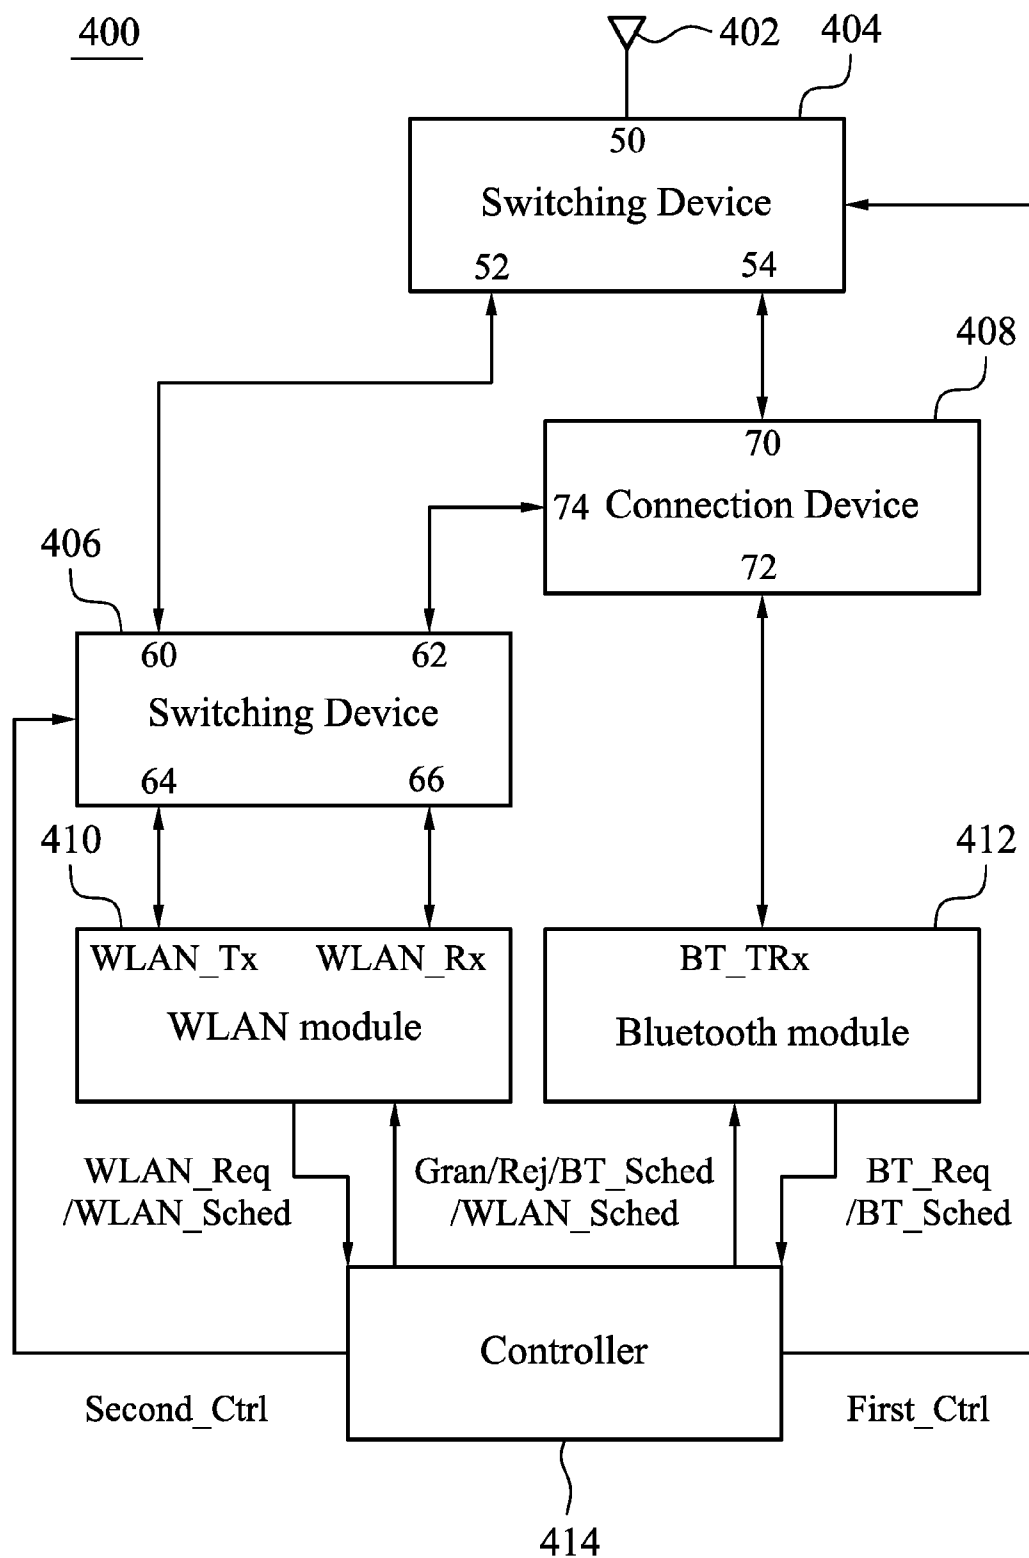 400
402
404
50
Switching Device
52
54
408
70
74 Connection Device
72
406
60
62
Switching Device
64
66
410
412
WLAN_Tx
WLAN_Rx
WLAN module
BT_TRx
Bluetooth module
WLAN_Req
/WLAN_Sched
Gran/Rej/BT_Sched
/WLAN_Sched
BT_Req
/BT_Sched
Controller
Second_Ctrl
First_Ctrl
414